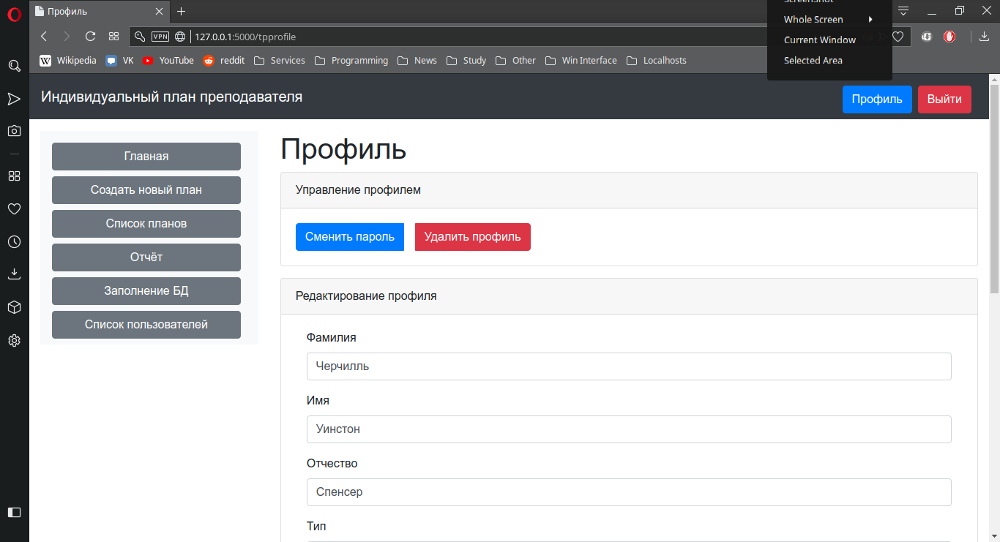 Профиль
Screenshot
Whole Screen
Current Window
Selected Area
VPN
127.0.0.1:5000/tpprofile
W Wikipedia VK YouTube reddit Services Programming News Study Other Win Interface Localhosts
Индивидуальный план преподавателя
Профиль Выйти
Главная
Создать новый план
Список планов
Отчёт
Заполнение БД
Список пользователей
Профиль
Управление профилем
Сменить пароль Удалить профиль
Редактирование профиля
Фамилия
Черчилль
Имя
Уинстон
Отчество
Спенсер
Тип